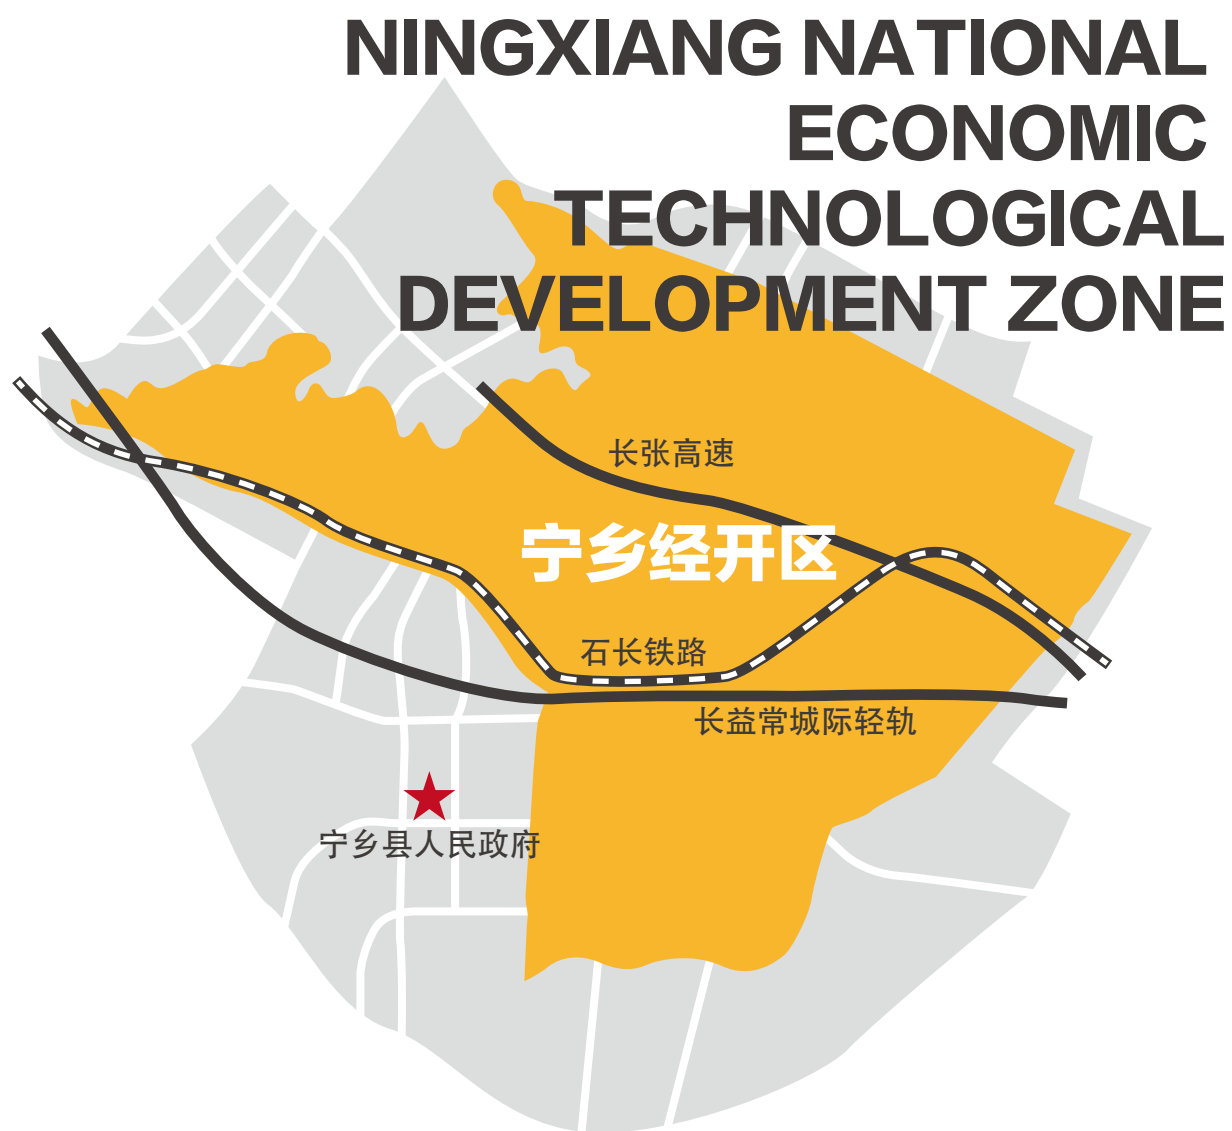 NINGXIANG NATIONAL
ECONOMIC
TECHNOLOGICAL
DEVELOPMENT ZONE
长张高速
宁乡经开区
石长铁路
长益常城际轻轨
宁乡县人民政府